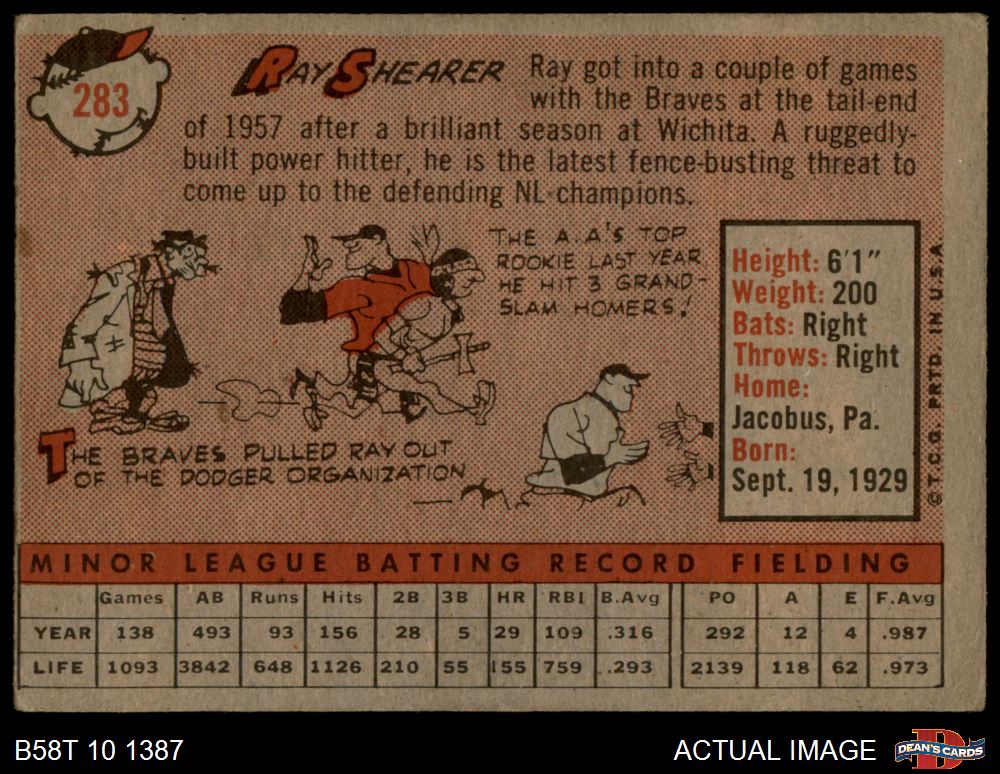 283
RAY SHEARER
Ray got into a couple of games
with the Braves at the tail-end
of 1957 after a brilliant season at Wichita. A ruggedly-
built power hitter, he is the latest fence-busting threat to
come up to the defending NL champions.
THE A.A'S TOP
ROOKIE LAST YEAR
HE HIT 3 GRAND-
SLAM HOMERS!
THE BRAVES PULLED RAY OUT
OF THE DODGER ORGANIZATION
Height: 6'1"
Weight: 200
Bats: Right
Throws: Right
Home:
Jacobus, Pa.
Born:
Sept. 19, 1929
© T.C.G. PRTD. IN U.S.A
MINOR LEAGUE BATTING RECORD FIELDING
Games AB Runs Hits 2B 3B HR RBI B.Avg PO A E F.Avg
YEAR 138 493 93 156 28 5 29 109 .316 292 12 4 .987
LIFE 1093 3842 648 1126 210 55 155 759 .293 2139 118 62 .973
B58T 10 1387
ACTUAL IMAGE
D
DEAN'S CARDS